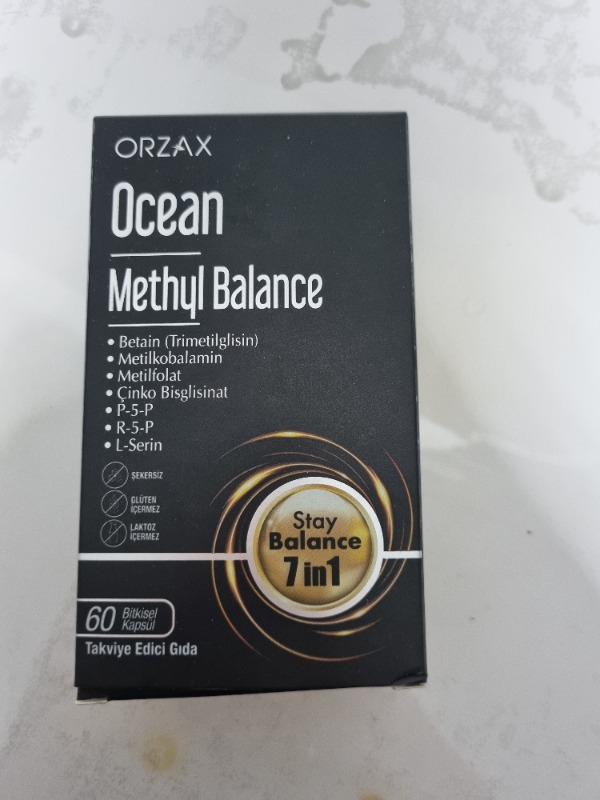 ORZAX
Ocean
Methyl Balance
• Betain (Trimetilglisin)
• Metilkobalamin
• Metilfolat
• Çinko Bisglisinat
• P-5-P
• R-5-P
• L-Serin
ŞEKERSİZ
GLÜTEN
İÇERMEZ
LAKTOZ
İÇERMEZ
Stay
Balance
7 in 1
60 Bitkisel
Kapsül
Takviye Edici Gıda